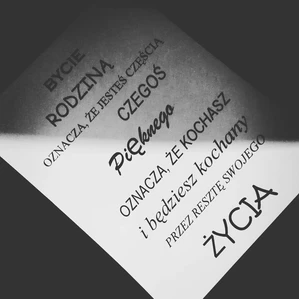 BYCIE
RODZINĄ
OZNACZA, ŻE JESTEŚ CZĘŚCIĄ
CZEGOŚ
Pięknego
OZNACZA, ŻE KOCHASZ
i będziesz kochany
PRZEZ RESZTĘ SWOJEGO
ŻYCIA